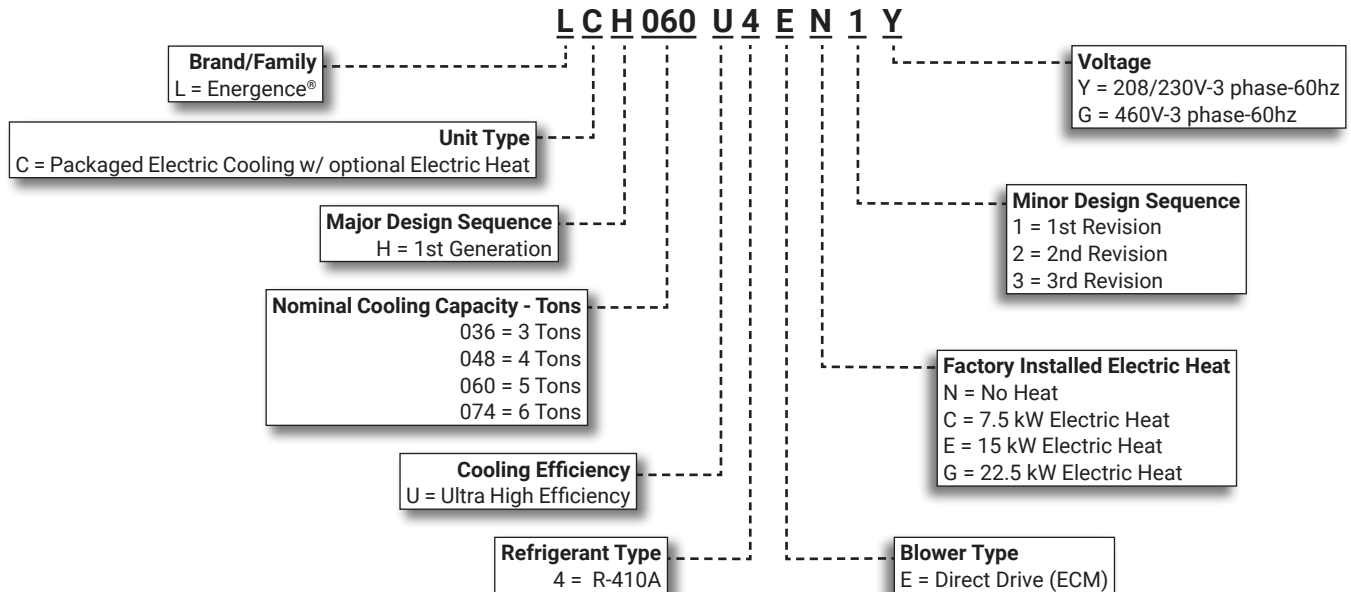 L C H 060 U 4 E N 1 Y
Brand/Family
L = Energence®
Unit Type
C = Packaged Electric Cooling w/ optional Electric Heat
Major Design Sequence
H = 1st Generation
Nominal Cooling Capacity - Tons
036 = 3 Tons
048 = 4 Tons
060 = 5 Tons
074 = 6 Tons
Cooling Efficiency
U = Ultra High Efficiency
Refrigerant Type
4 = R-410A
Voltage
Y = 208/230V-3 phase-60hz
G = 460V-3 phase-60hz
Minor Design Sequence
1 = 1st Revision
2 = 2nd Revision
3 = 3rd Revision
Factory Installed Electric Heat
N = No Heat
C = 7.5 kW Electric Heat
E = 15 kW Electric Heat
G = 22.5 kW Electric Heat
Blower Type
E = Direct Drive (ECM)